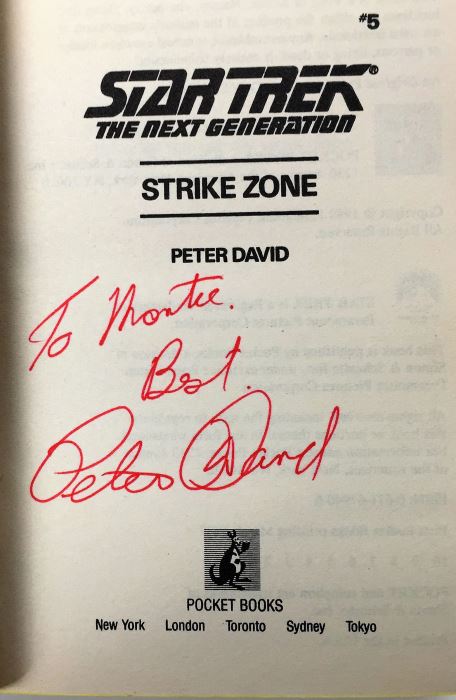 #5
STAR TREK®
THE NEXT GENERATION
STRIKE ZONE
PETER DAVID
To Montee.
Best.
Peter David
POCKET BOOKS
New York London Toronto Sydney Tokyo